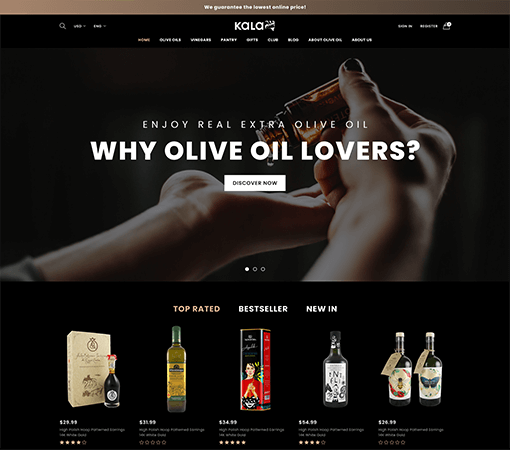 We guarantee the lowest online price!
USD ENG KALA SIGN IN REGISTER 0
HOME OLIVE OILS VINEGARS PANTRY GIFTS CLUB BLOG ABOUT OLIVE OIL ABOUT US
ENJOY REAL EXTRA OLIVE OIL
WHY OLIVE OIL LOVERS?
DISCOVER NOW
TOP RATED BESTSELLER NEW IN
$29.99 $31.99 $34.99 $54.99 $26.99
High Polish Hoop Patterned Earrings High Polish Hoop Patterned Earrings High Polish Hoop Patterned Earrings High Polish Hoop Patterned Earrings High Polish Hoop Patterned Earrings
14K White Gold 14K White Gold 14K White Gold 14K White Gold 14K White Gold